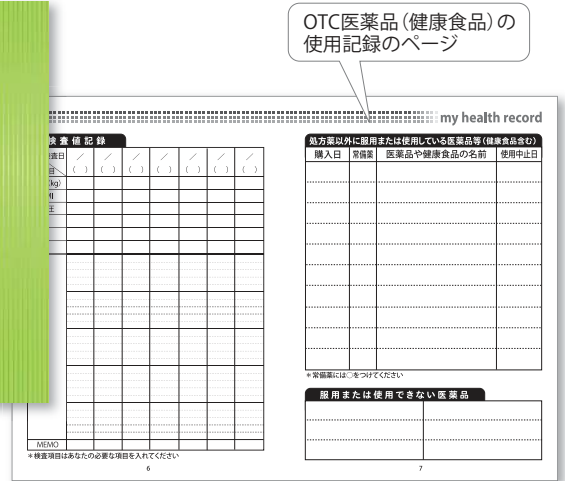 OTC医薬品(健康食品)の
使用記録のページ
my health record
査値記録
査日
/ / / / / / /
( ) ( ) ( ) ( ) ( ) ( ) ( )
(kg)
MI
圧
MEMO
*検査項目はあなたの必要な項目を入れてください
6
処方薬以外に服用または使用している医薬品等(健康食品含む)
購入日 常備薬 医薬品や健康食品の名前 使用中止日
*常備薬には○をつけてください
服用または使用できない医薬品
7